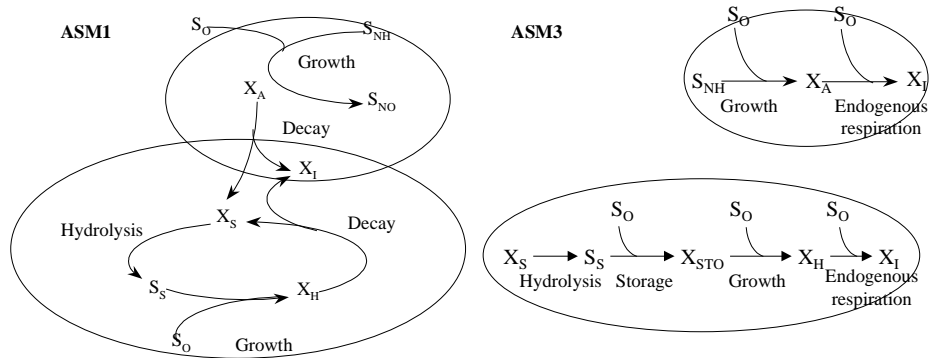 ASM1
S_O
S_NH
Growth
X_A
S_NO
Decay
X_I
X_S
Hydrolysis
Decay
S_S
X_H
S_O
Growth
ASM3
S_O S_O
S_NH X_A X_I
Growth Endogenous
respiration
S_O S_O S_O
X_S S_S X_STO X_H X_I
Hydrolysis Storage Growth Endogenous
respiration